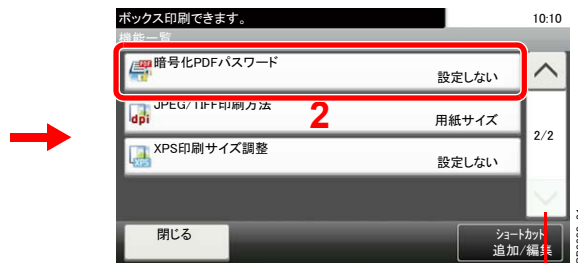 ボックス印刷できます。 10:10
機能一覧
暗号化PDFパスワード
設定しない
JPEG/TIFF印刷方法
2
dpi
用紙サイズ
2/2
XPS印刷サイズ調整
XPS
設定しない
閉じる
ショートカット
追加/編集